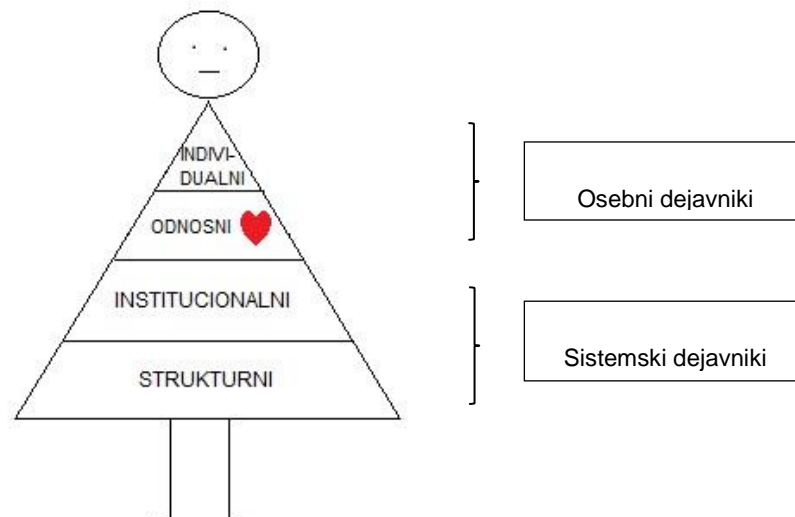 INDIVI-
DUALNI
ODNOSNI
INSTITUCIONALNI
STRUKTURNI
Osebni dejavniki
Sistemski dejavniki